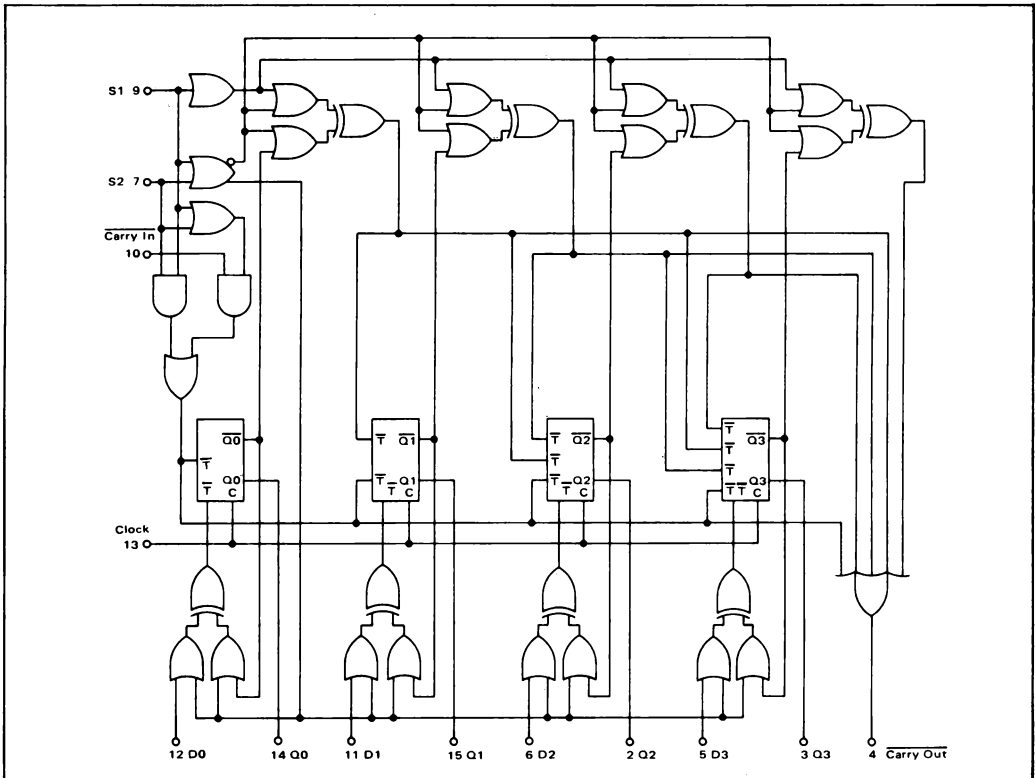 S1 9
S2 7
Carry In
10
T
Q0
T
Q0
C
T
Q1
T
T
Q1
C
T
Q2
T
T
T
Q2
C
T
Q3
T
T
T
T
Q3
C
Clock
13
12 D0
14 Q0
11 D1
15 Q1
6 D2
2 Q2
5 D3
3 Q3
4 Carry Out